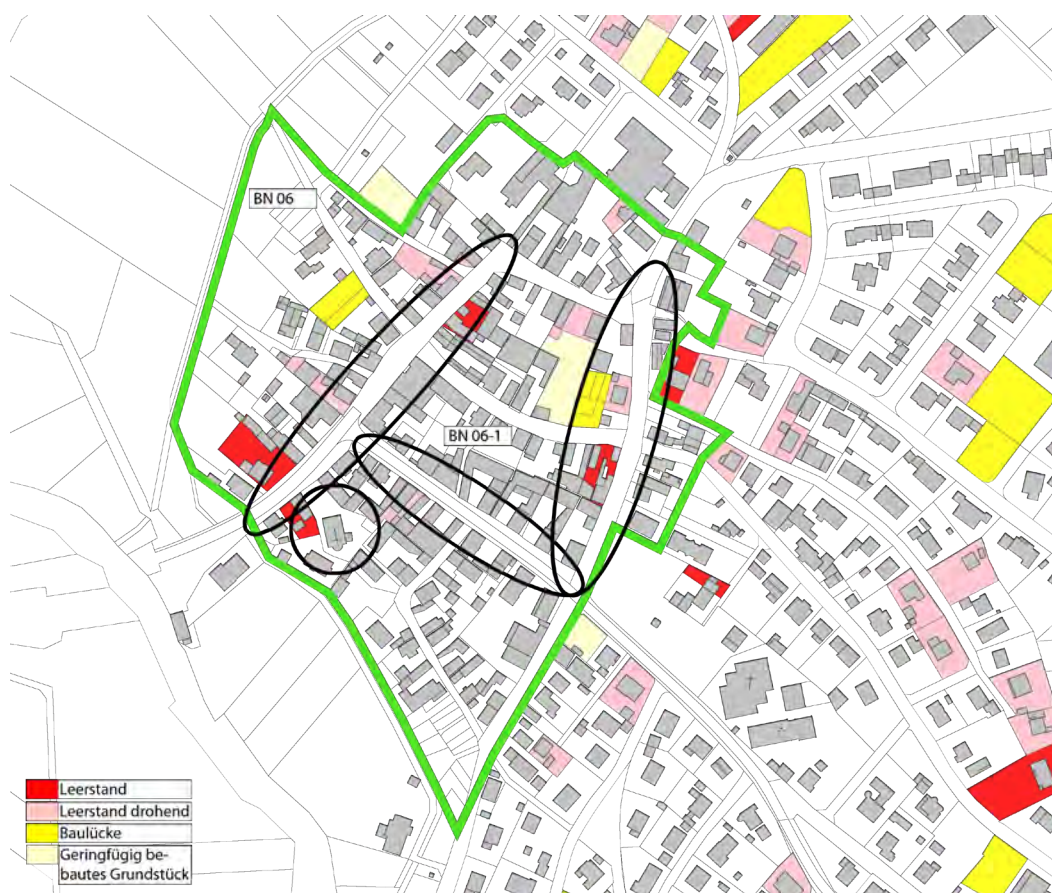 BN 06
BN 06-1
Leerstand
Leerstand drohend
Baulücke
Geringfügig be-
bautes Grundstück